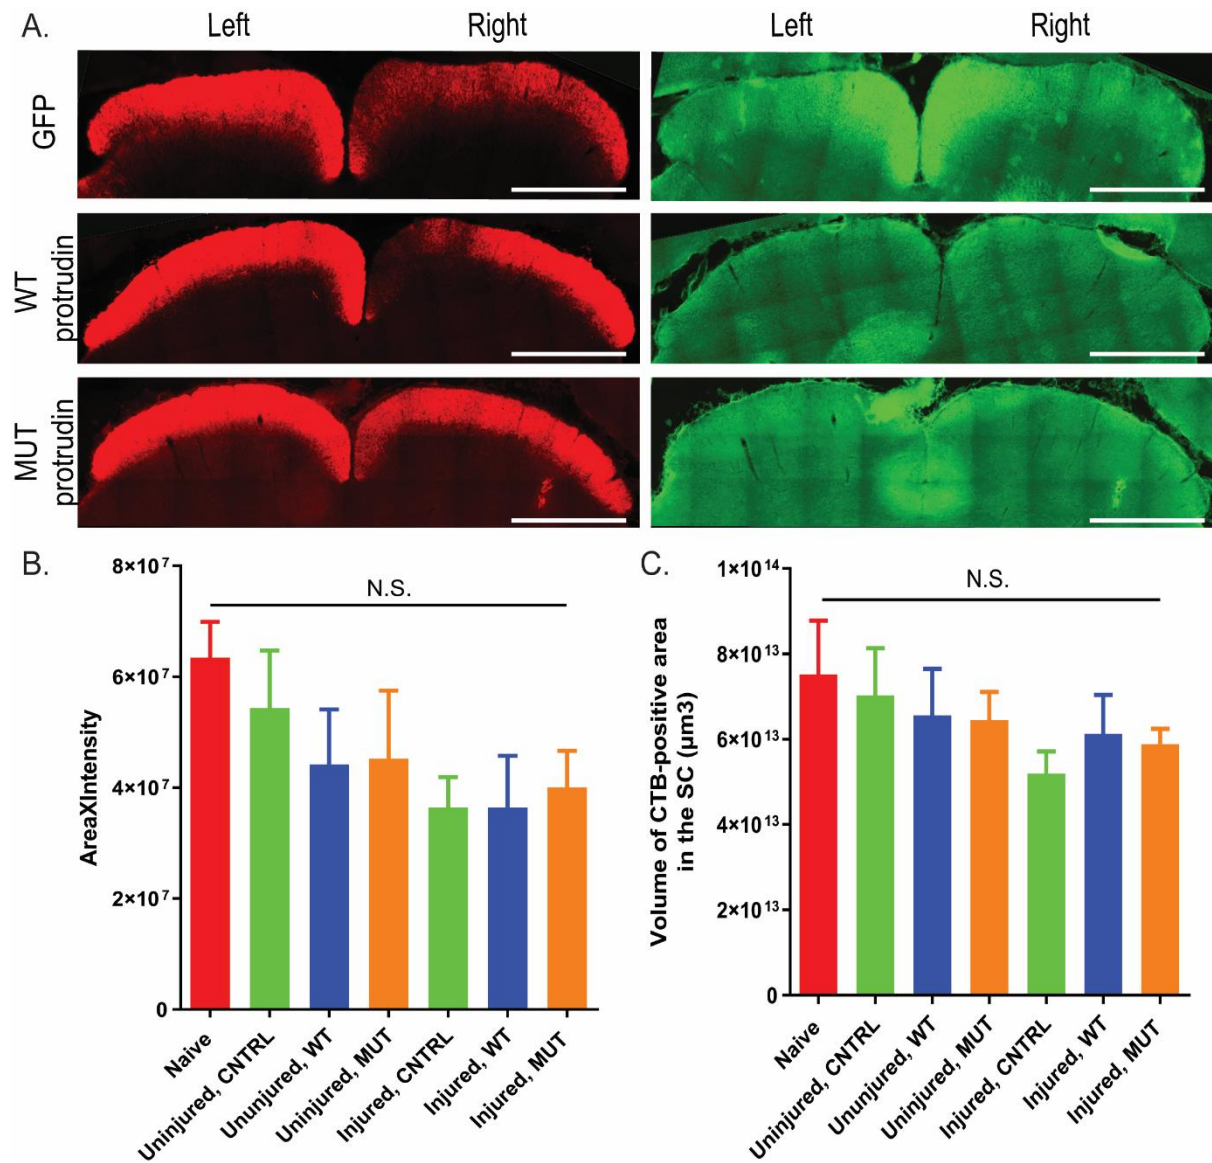 A.
Left
Right
Left
Right
GFP
WT
protrudin
MUT
protrudin
B.
8×10⁷
6×10⁷
4×10⁷
2×10⁷
0
AreaXIntensity
N.S.
Naive
Uninjured, CNTRL
Ununjured, WT
Uninjured, MUT
Injured, CNTRL
Injured, WT
Injured, MUT
C.
1×10¹⁴
8×10¹³
6×10¹³
4×10¹³
2×10¹³
0
Volume of CTB-positive area
in the SC (µm3)
N.S.
Naive
Uninjured, CNTRL
Ununjured, WT
Uninjured, MUT
Injured, CNTRL
Injured, WT
Injured, MUT